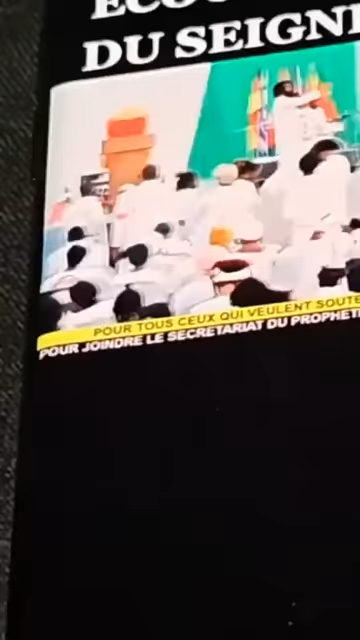 DU SEIGNE
POUR TOUS CEUX QUI VEULENT SOUTE
POUR JOINDRE LE SECRETARIAT DU PROPHET